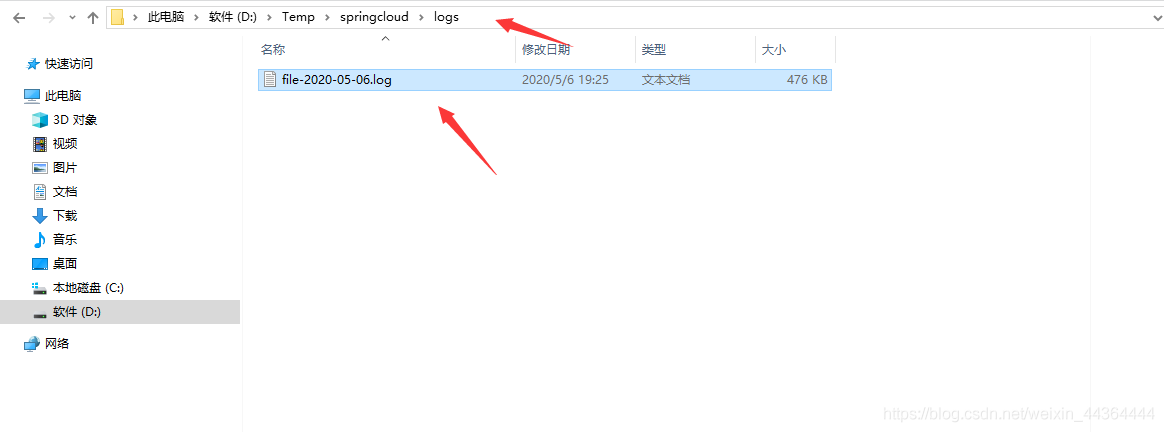 此电脑 › 软件 (D:) › Temp › springcloud › logs
名称 修改日期 类型 大小
file-2020-05-06.log 2020/5/6 19:25 文本文档 476 KB
快速访问
此电脑
3D 对象
视频
图片
文档
下载
音乐
桌面
本地磁盘 (C:)
软件 (D:)
网络
https://blog.csdn.net/weixin_44364444